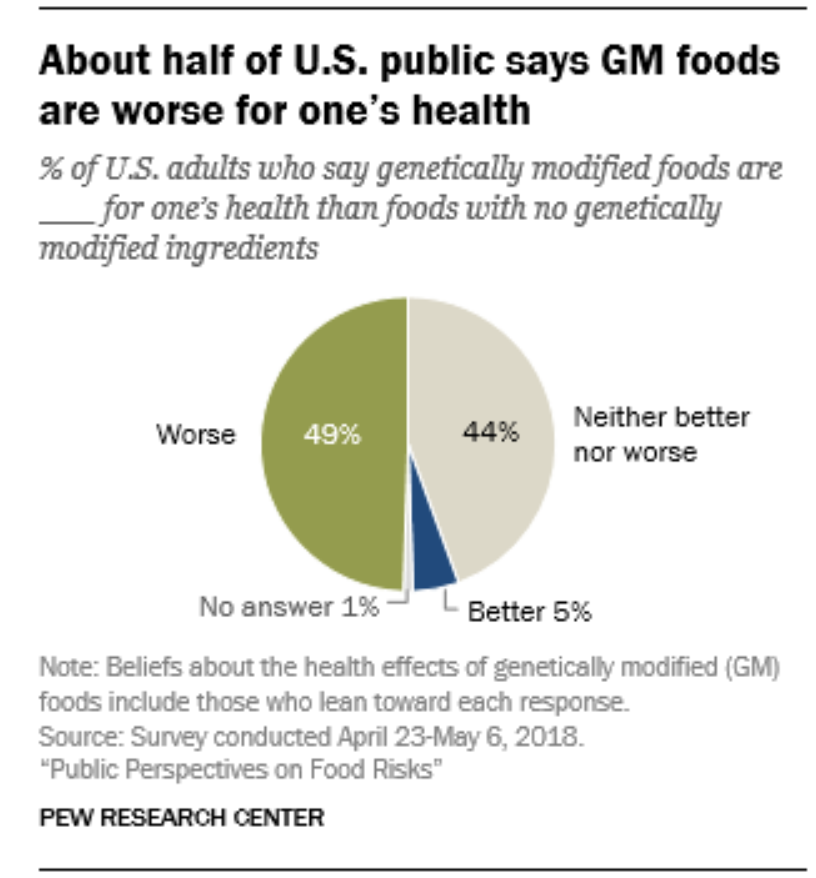 About half of U.S. public says GM foods
are worse for one's health
% of U.S. adults who say genetically modified foods are
___ for one's health than foods with no genetically
modified ingredients
Worse
49%
44%
Neither better
nor worse
No answer 1%
Better 5%
Note: Beliefs about the health effects of genetically modified (GM)
foods include those who lean toward each response.
Source: Survey conducted April 23-May 6, 2018.
“Public Perspectives on Food Risks”
PEW RESEARCH CENTER